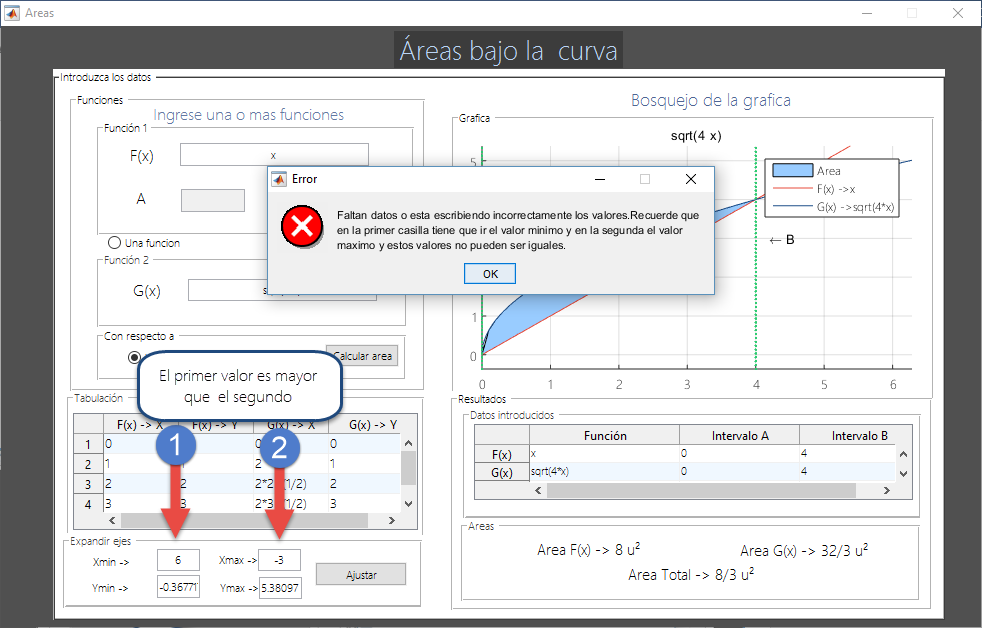 Areas
Áreas bajo la curva
Introduzca los datos
Funciones
Ingrese una o mas funciones
Función 1
F(x)
x
A
Una funcion
Función 2
G(x)
Con respecto a
Calcular area
Error
Faltan datos o esta escribiendo incorrectamente los valores.Recuerde que
en la primer casilla tiene que ir el valor minimo y en la segunda el valor
maximo y estos valores no pueden ser iguales.
OK
El primer valor es mayor
que el segundo
1
2
Tabulación
F(x) -> X F(x) -> Y G(x) -> X G(x) -> Y
1 0 0 0
2 1 1 2 1
3 2 2 2*2 (1/2) 2
4 3 3 2*3 (1/2) 3
Expandir ejes
Xmin -> 6 Xmax -> -3
Ymin -> -0.3677 Ymax -> 5.38097
Ajustar
Bosquejo de la grafica
Grafica
sqrt(4 x)
Area
F(x) ->x
G(x) ->sqrt(4*x)
← B
5
1
0
0 1 2 3 4 5 6
Resultados
Datos introducidos
Función Intervalo A Intervalo B
F(x) x 0 4
G(x) sqrt(4*x) 0 4
Areas
Area F(x) -> 8 u²
Area G(x) -> 32/3 u²
Area Total -> 8/3 u²